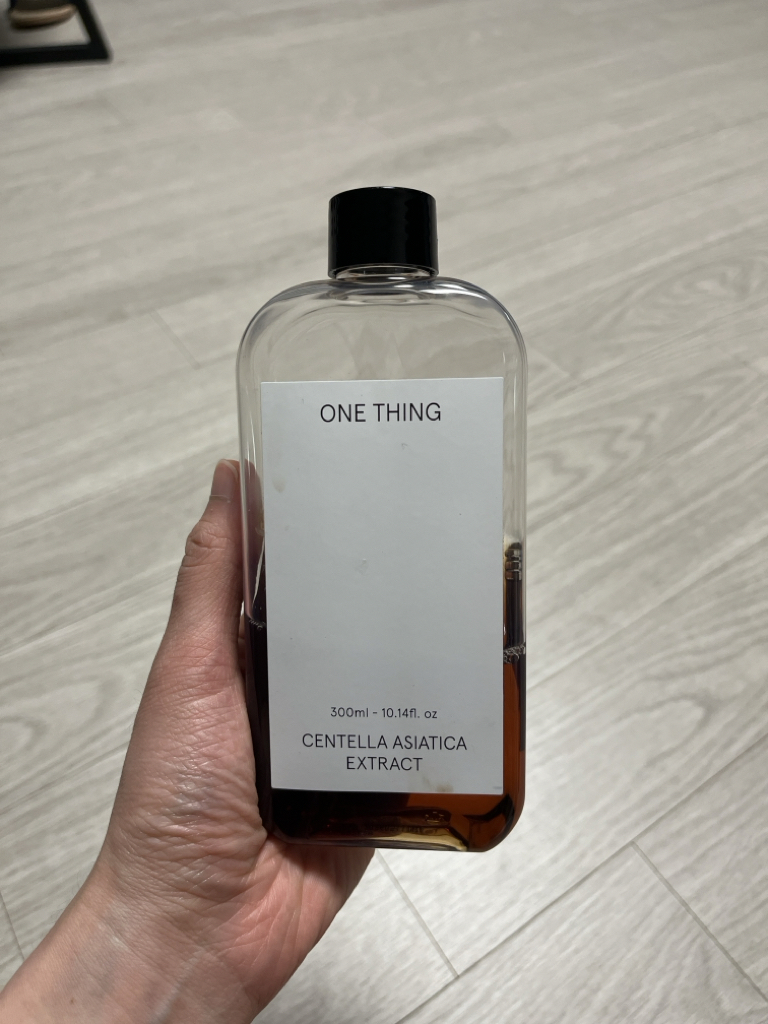 ONE THING
300ml - 10.14fl. oz
CENTELLA ASIATICA
EXTRACT